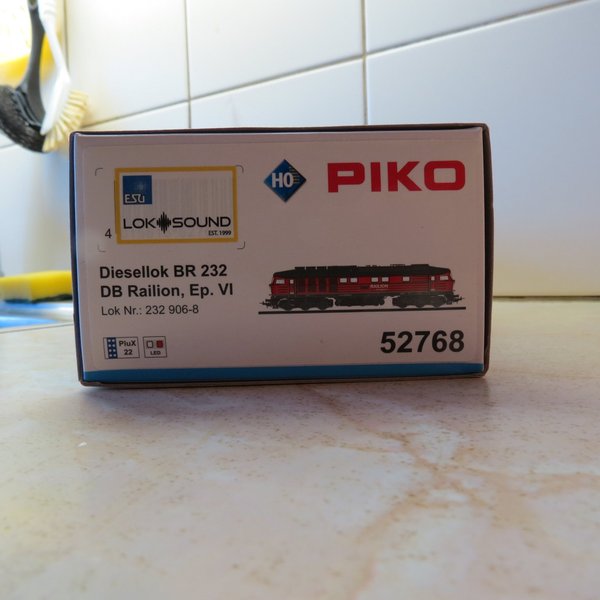 ESU
LOKSOUND
EST. 1999
4
H0
PIKO
Diesellok BR 232
DB Railion, Ep. VI
Lok Nr.: 232 906-8
RAILION
PluX
22
LED
52768